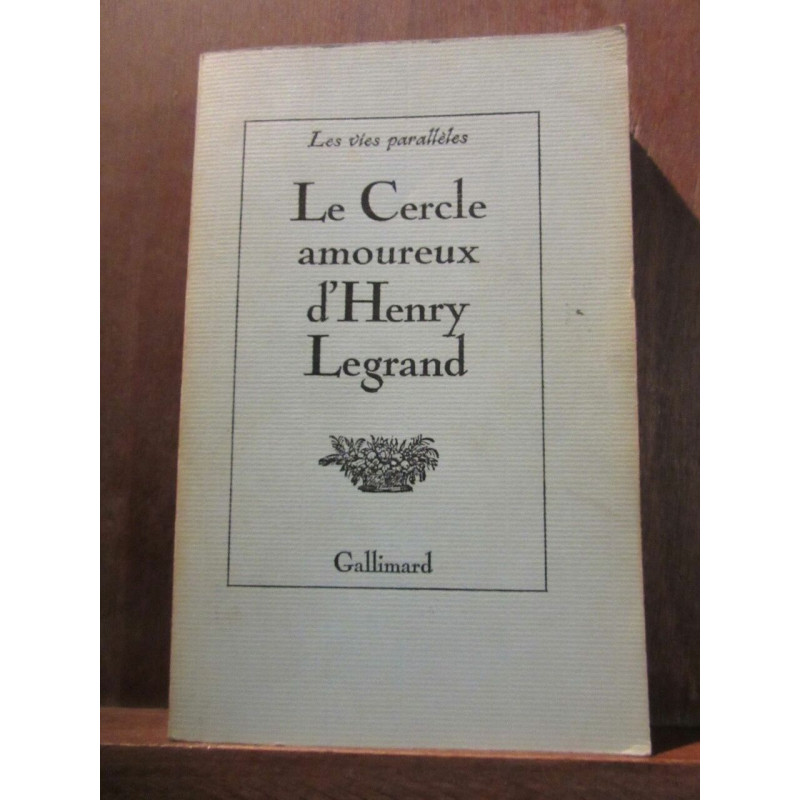 Les vies parallèles
Le Cercle
amoureux
d'Henry
Legrand
Gallimard